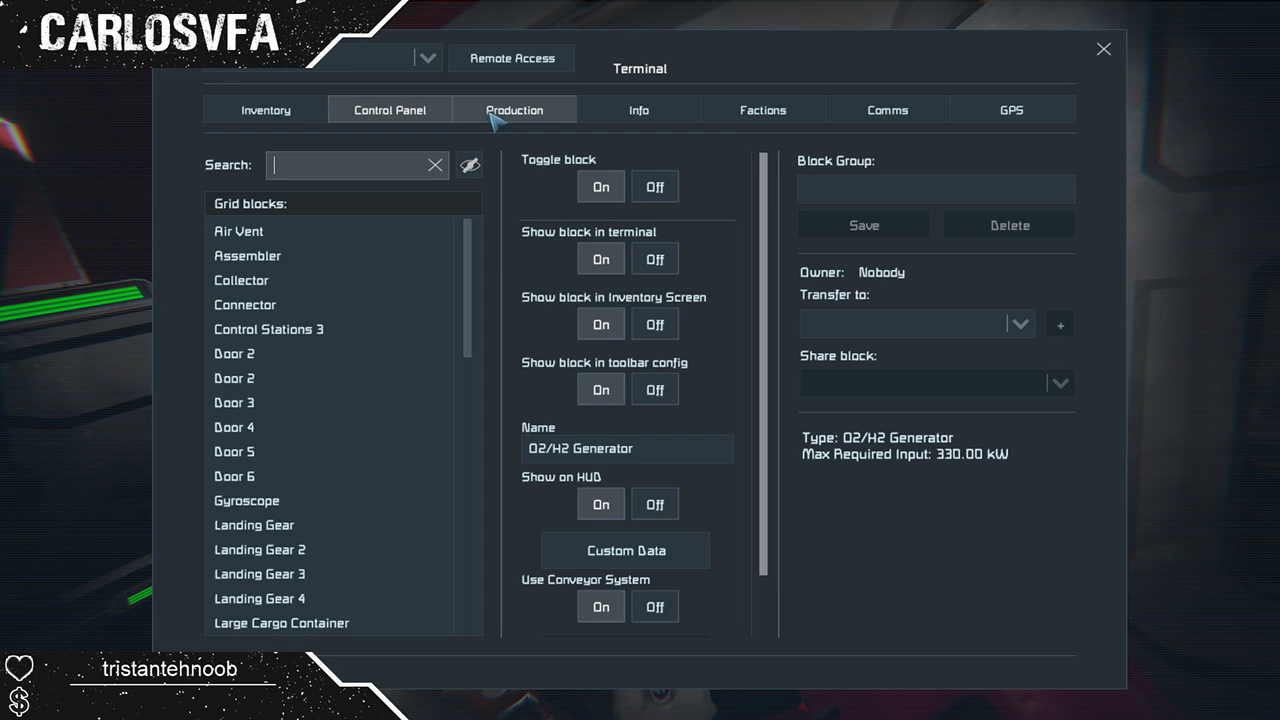 CARLOSVFA
Remote Access
Terminal
Inventory
Control Panel
Production
Info
Factions
Comms
GPS
Search:
Grid blocks:
Air Vent
Assembler
Collector
Connector
Control Stations 3
Door 2
Door 2
Door 3
Door 4
Door 5
Door 6
Gyroscope
Landing Gear
Landing Gear 2
Landing Gear 3
Landing Gear 4
Large Cargo Container
Toggle block
On Off
Show block in terminal
On Off
Show block in Inventory Screen
On Off
Show block in toolbar config
On Off
Name
O2/H2 Generator
Show on HUD
On Off
Custom Data
Use Conveyor System
On Off
Block Group:
Save Delete
Owner: Nobody
Transfer to:
+
Share block:
Type: O2/H2 Generator
Max Required Input: 330.00 kW
tristantehnoob